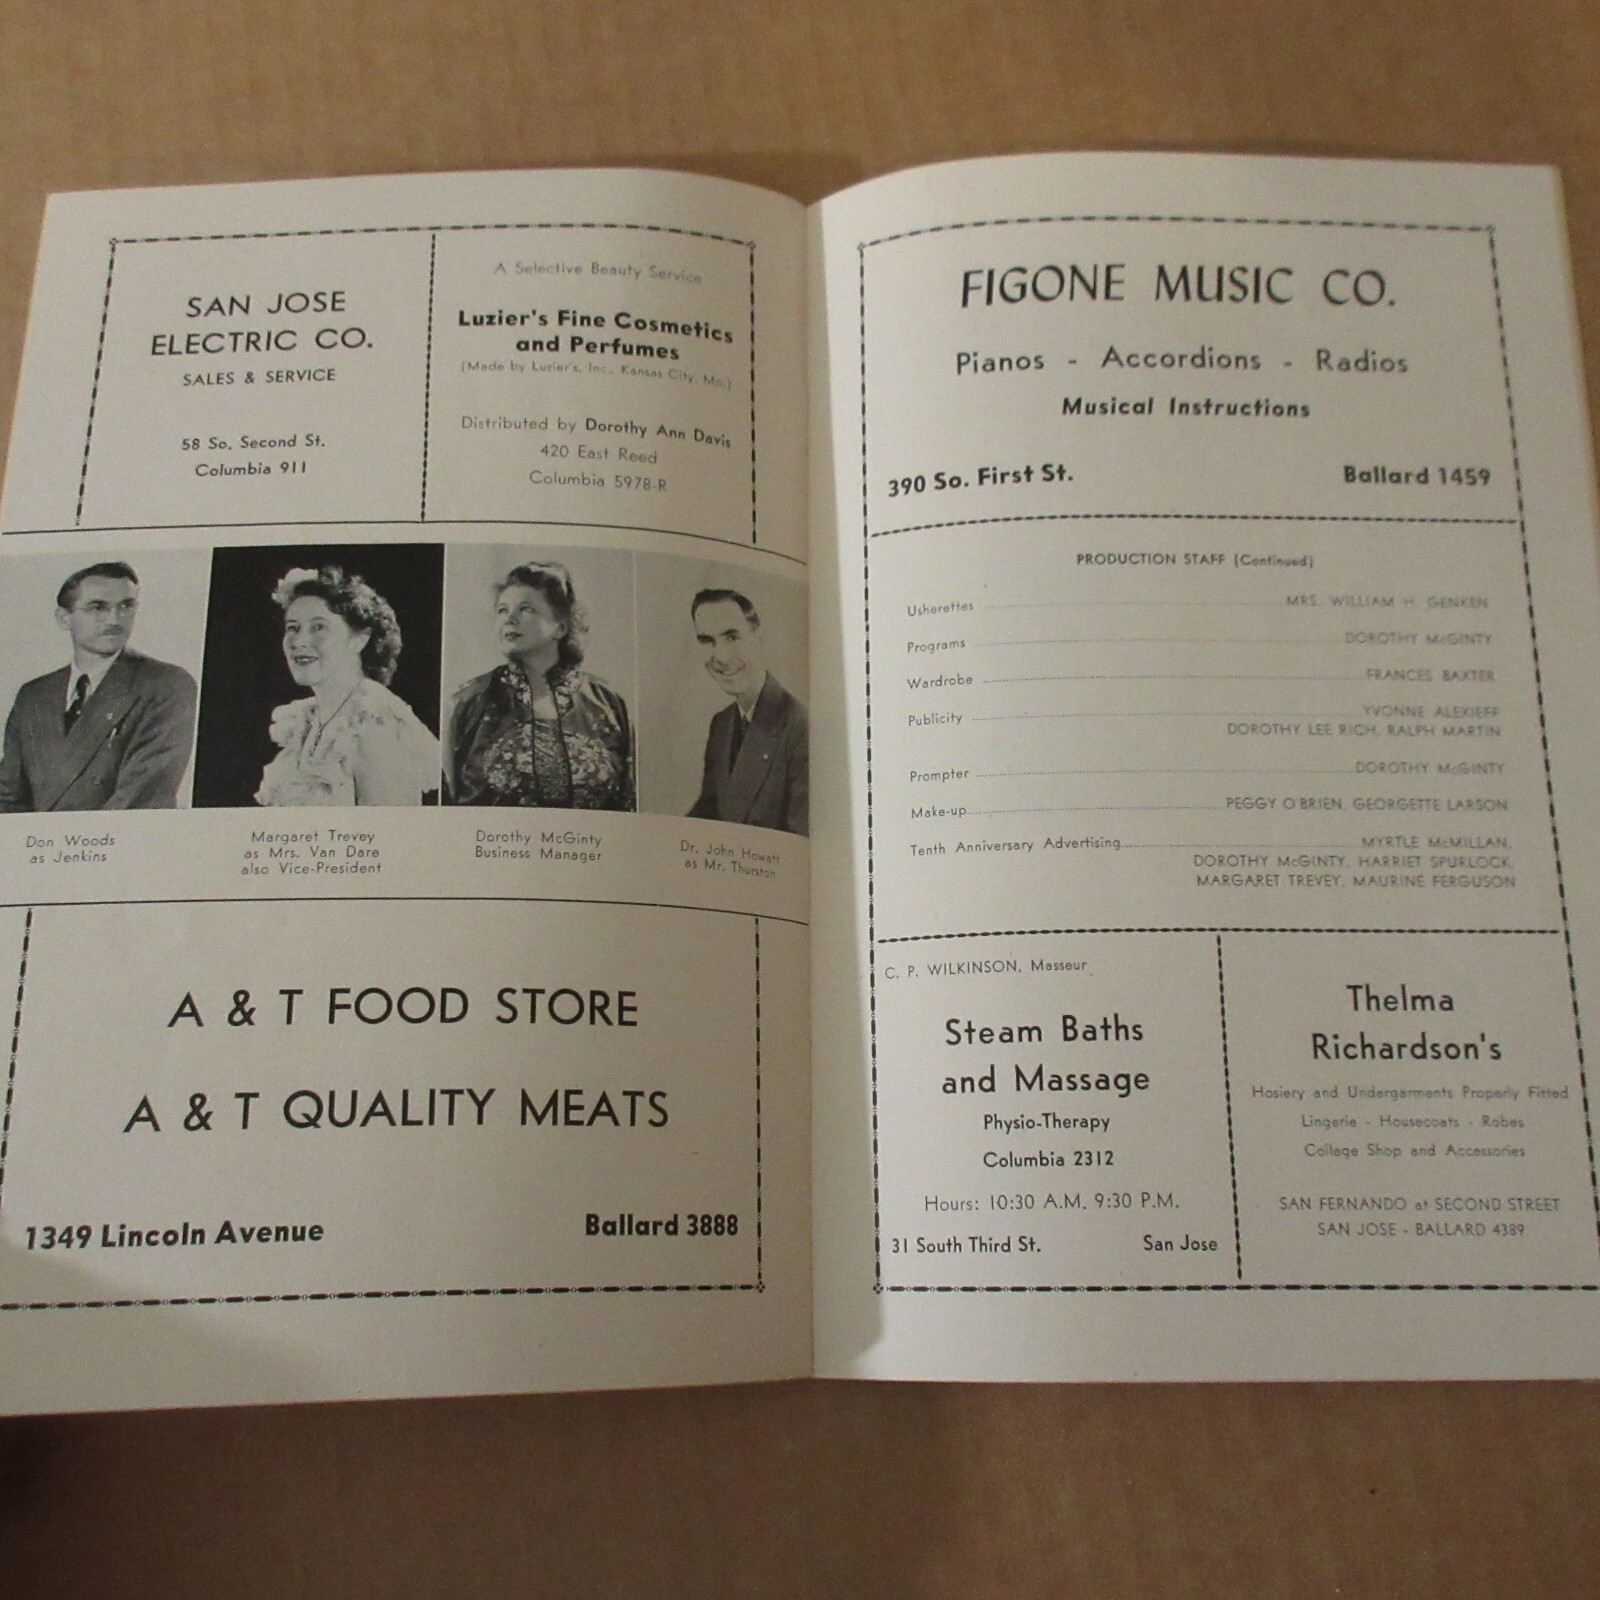 SAN JOSE
ELECTRIC CO.
SALES & SERVICE
58 So. Second St.
Columbia 911
A Selective Beauty Service
Luzier's Fine Cosmetics
and Perfumes
(Made by Luzier's, Inc., Kansas City, Mo.)
Distributed by Dorothy Ann Davis
420 East Reed
Columbia 5978-R
Don Woods
as Jenkins
Margaret Trevey
as Mrs. Van Dare
also Vice-President
Dorothy McGinty
Business Manager
Dr. John Howatt
as Mr. Thurston
A & T FOOD STORE
A & T QUALITY MEATS
1349 Lincoln Avenue Ballard 3888
FIGONE MUSIC CO.
Pianos - Accordions - Radios
Musical Instructions
390 So. First St. Ballard 1459
PRODUCTION STAFF (Continued)
Usherettes MRS. WILLIAM H. GENKEN
Programs DOROTHY McGINTY
Wardrobe FRANCES BAXTER
Publicity YVONNE ALEXIEFF
DOROTHY LEE RICH, RALPH MARTIN
Prompter DOROTHY McGINTY
Make-up PEGGY O'BRIEN, GEORGETTE LARSON
Tenth Anniversary Advertising MYRTLE McMILLAN,
DOROTHY McGINTY, HARRIET SPURLOCK,
MARGARET TREVEY, MAURINE FERGUSON
C. P. WILKINSON, Masseur
Steam Baths
and Massage
Physio-Therapy
Columbia 2312
Hours: 10:30 A.M. 9:30 P.M.
31 South Third St. San Jose
Thelma
Richardson's
Hosiery and Undergarments Properly Fitted
Lingerie - Housecoats - Robes
College Shop and Accessories
SAN FERNANDO at SECOND STREET
SAN JOSE - BALLARD 4389